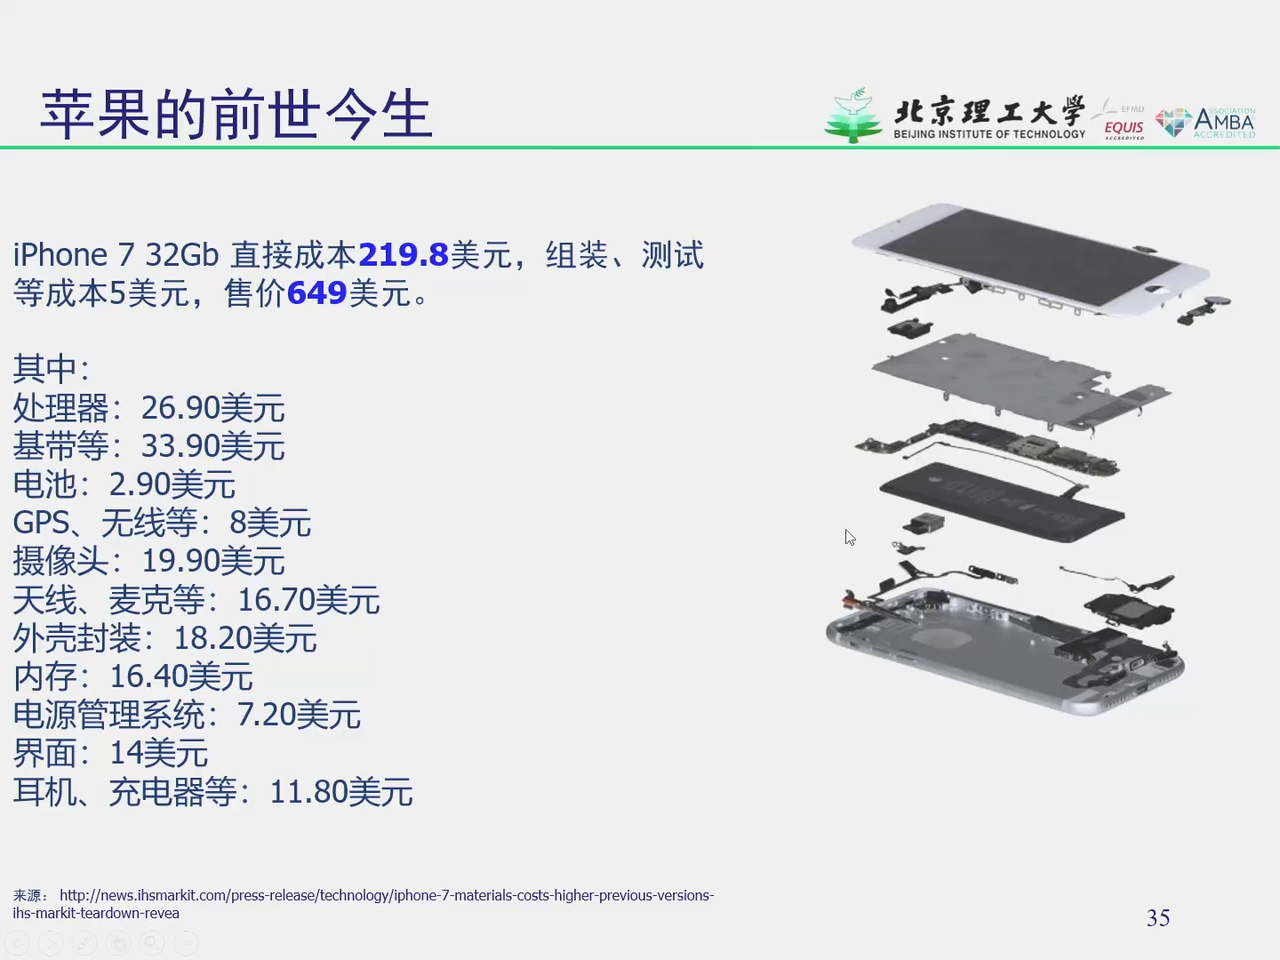 苹果的前世今生
北京理工大学
BEIJING INSTITUTE OF TECHNOLOGY
EFMD
EQUIS
ACCREDITED
ASSOCIATION
AMBA
ACCREDITED
iPhone 7 32Gb 直接成本219.8美元，组装、测试
等成本5美元，售价649美元。
其中：
处理器：26.90美元
基带等：33.90美元
电池：2.90美元
GPS、无线等：8美元
摄像头：19.90美元
天线、麦克等：16.70美元
外壳封装：18.20美元
内存：16.40美元
电源管理系统：7.20美元
界面：14美元
耳机、充电器等：11.80美元
来源： http://news.ihsmarkit.com/press-release/technology/iphone-7-materials-costs-higher-previous-versions-
ihs-markit-teardown-revea
35